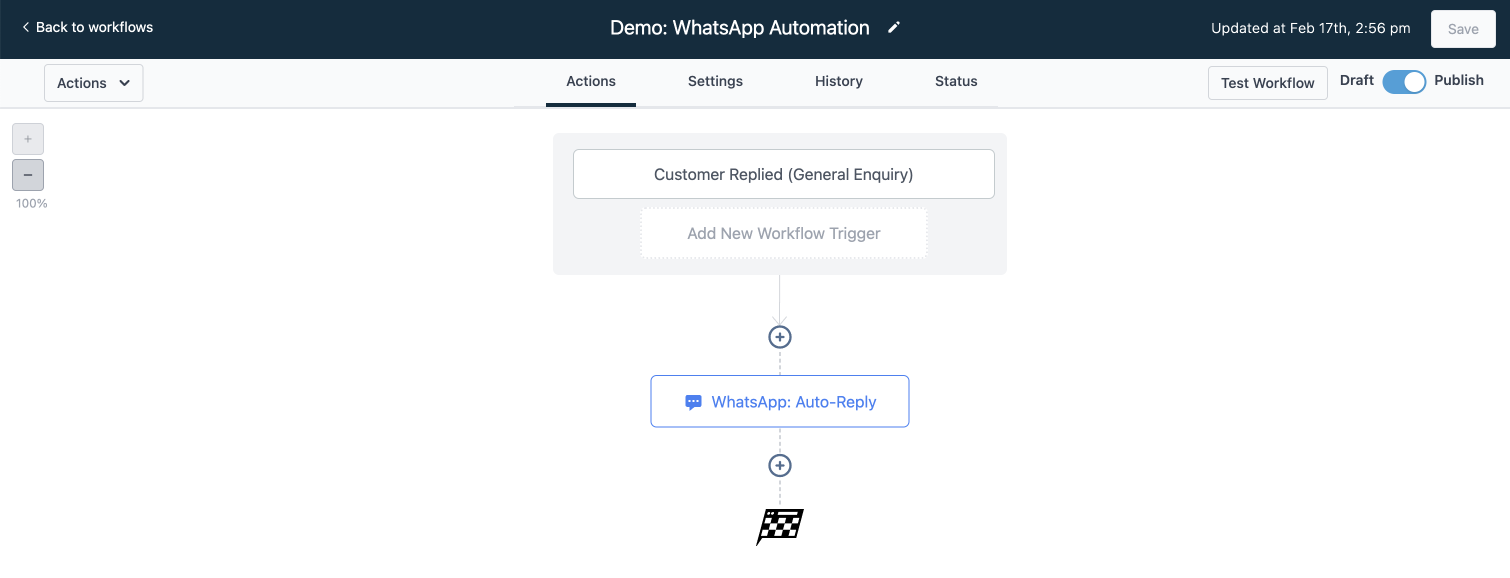 Back to workflows
Demo: WhatsApp Automation
Updated at Feb 17th, 2:56 pm
Save
Actions
Actions
Settings
History
Status
Test Workflow
Draft
Publish
+
−
100%
Customer Replied (General Enquiry)
Add New Workflow Trigger
WhatsApp: Auto-Reply